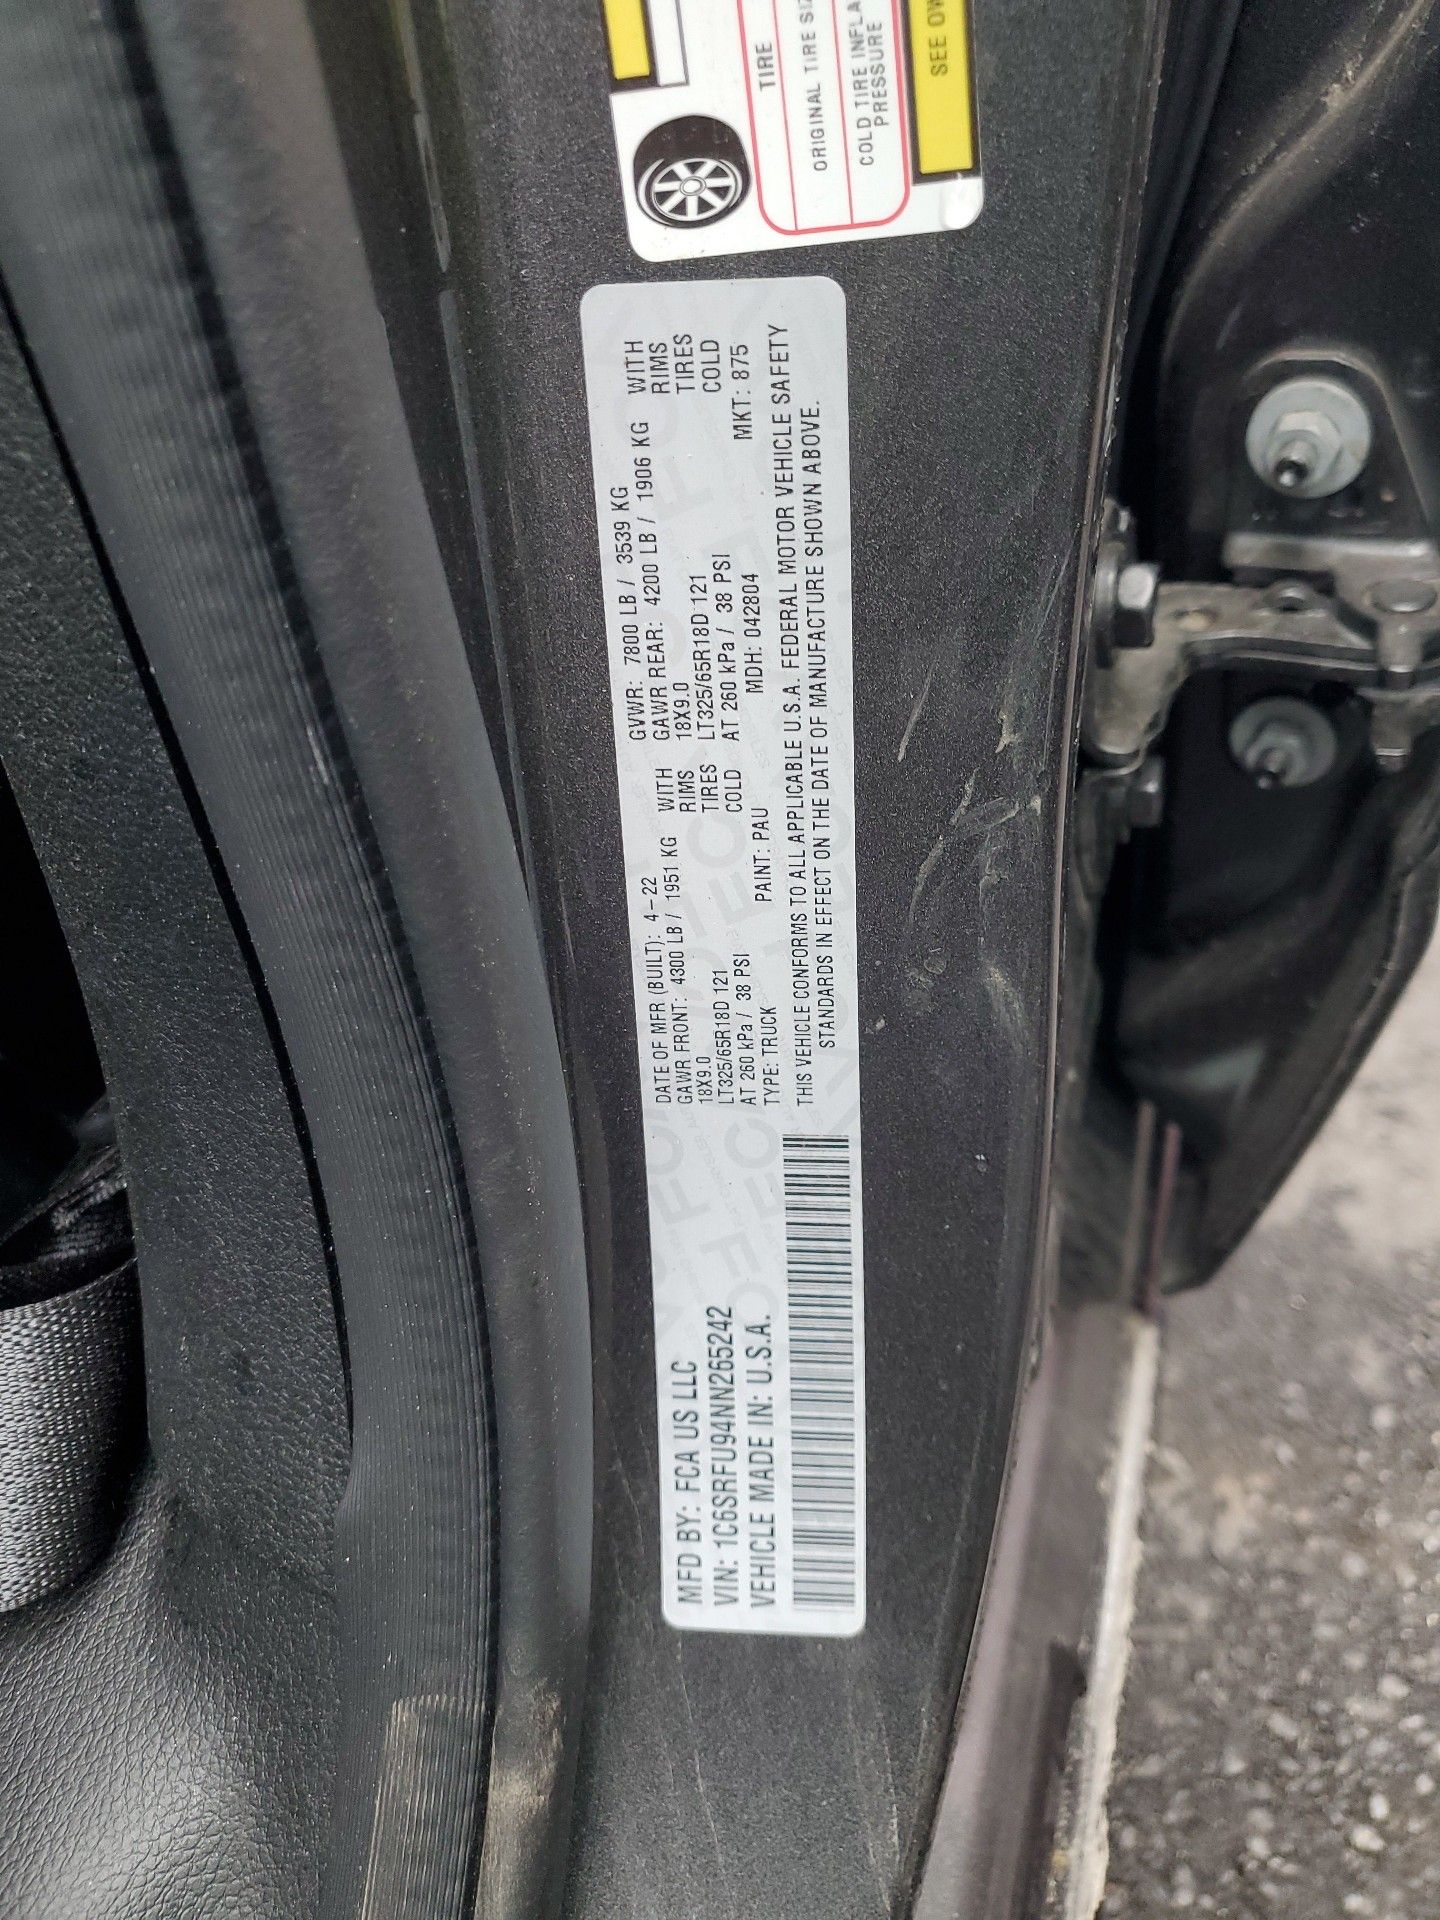 TIRE
ORIGINAL TIRE
COLD TIRE
PRESSURE
SEE
MFD BY: FCA US LLC
VIN: 1C6SRFU94NN265242
VEHICLE MADE IN: U.S.A.
DATE OF MFR (BUILT): 4-22
GAWR FRONT: 4300 LB / 1951 KG WITH
18X9.0 RIMS
LT325/65R18D 121 TIRES
AT 260 kPa / 38 PSI COLD
TYPE: TRUCK PAINT: PAU
GVWR: 7800 LB / 3539 KG
GAWR REAR: 4200 LB / 1906 KG WITH
18X9.0 RIMS
LT325/65R18D 121 TIRES
AT 260 kPa / 38 PSI COLD
MDH: 042804 MKT: 875
THIS VEHICLE CONFORMS TO ALL APPLICABLE U.S.A. FEDERAL MOTOR VEHICLE SAFETY
STANDARDS IN EFFECT ON THE DATE OF MANUFACTURE SHOWN ABOVE.